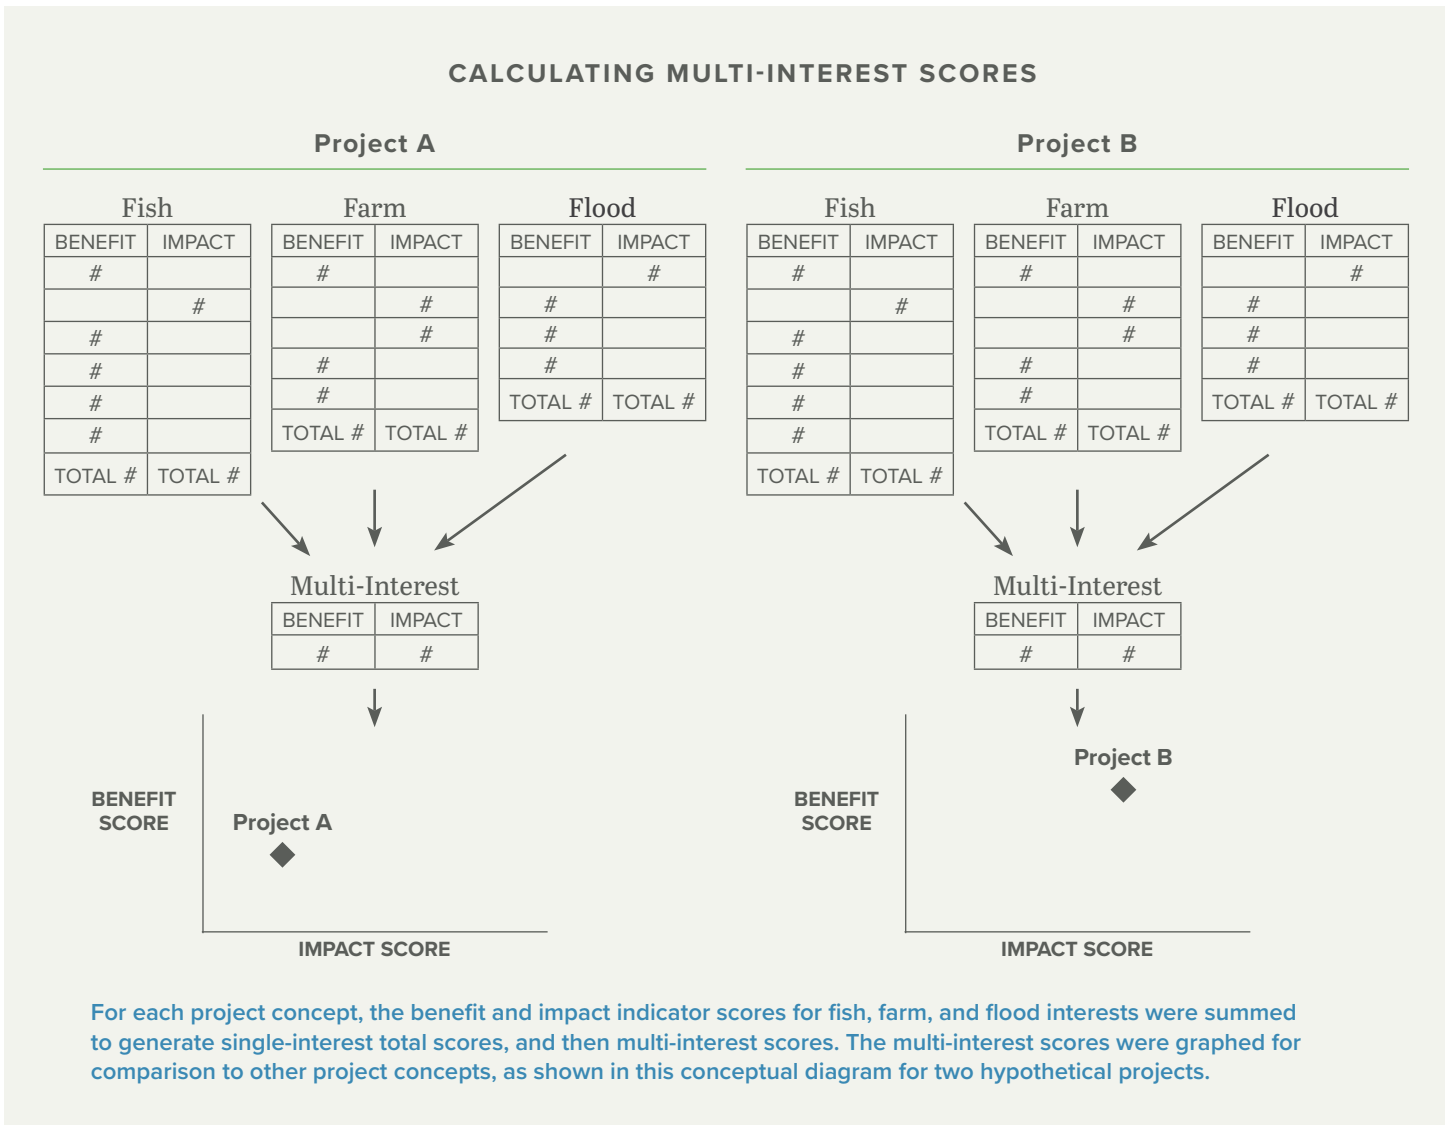 CALCULATING MULTI-INTEREST SCORES
Project A
Fish
BENEFIT IMPACT
#
#
#
#
#
#
TOTAL # TOTAL #
Farm
BENEFIT IMPACT
#
#
#
#
#
TOTAL # TOTAL #
Flood
BENEFIT IMPACT
#
#
#
#
TOTAL # TOTAL #
Multi-Interest
BENEFIT IMPACT
# #
BENEFIT
SCORE
Project A
IMPACT SCORE
Project B
Fish
BENEFIT IMPACT
#
#
#
#
#
#
TOTAL # TOTAL #
Farm
BENEFIT IMPACT
#
#
#
#
#
TOTAL # TOTAL #
Flood
BENEFIT IMPACT
#
#
#
#
TOTAL # TOTAL #
Multi-Interest
BENEFIT IMPACT
# #
Project B
BENEFIT
SCORE
IMPACT SCORE
For each project concept, the benefit and impact indicator scores for fish, farm, and flood interests were summed
to generate single-interest total scores, and then multi-interest scores. The multi-interest scores were graphed for
comparison to other project concepts, as shown in this conceptual diagram for two hypothetical projects.